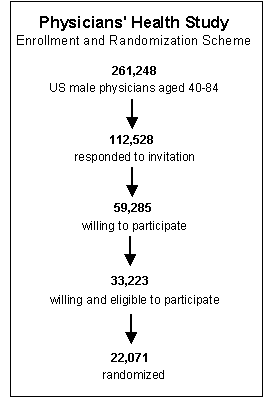 Physicians' Health Study
Enrollment and Randomization Scheme
261,248
US male physicians aged 40-84
112,528
responded to invitation
59,285
willing to participate
33,223
willing and eligible to participate
22,071
randomized